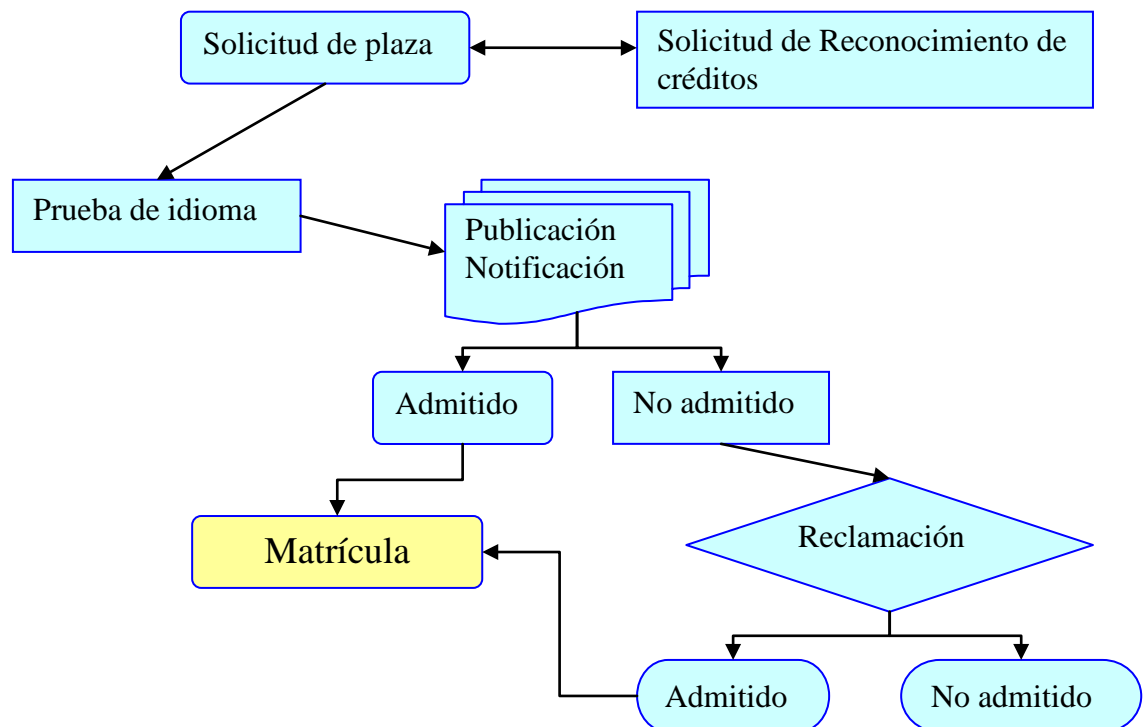 Solicitud de plaza
Solicitud de Reconocimiento de
créditos
Prueba de idioma
Publicación
Notificación
Admitido
No admitido
Matrícula
Reclamación
Admitido
No admitido